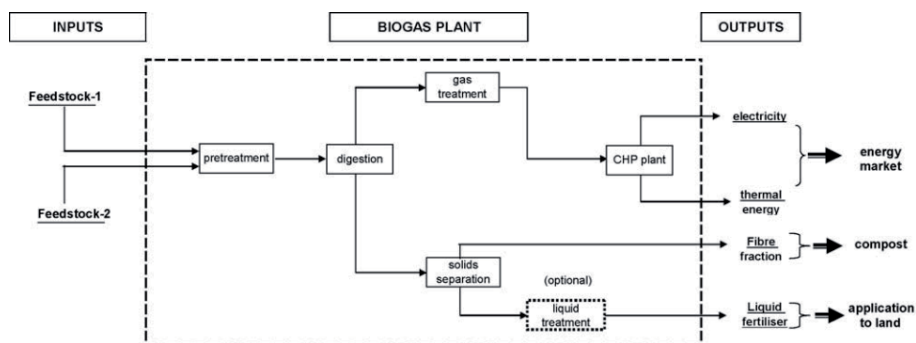 INPUTS
BIOGAS PLANT
OUTPUTS
Feedstock-1
Feedstock-2
pretreatment
digestion
gas
treatment
CHP plant
electricity
thermal
energy
energy
market
solids
separation
Fibre
fraction
compost
(optional)
liquid
treatment
Liquid
fertiliser
application
to land